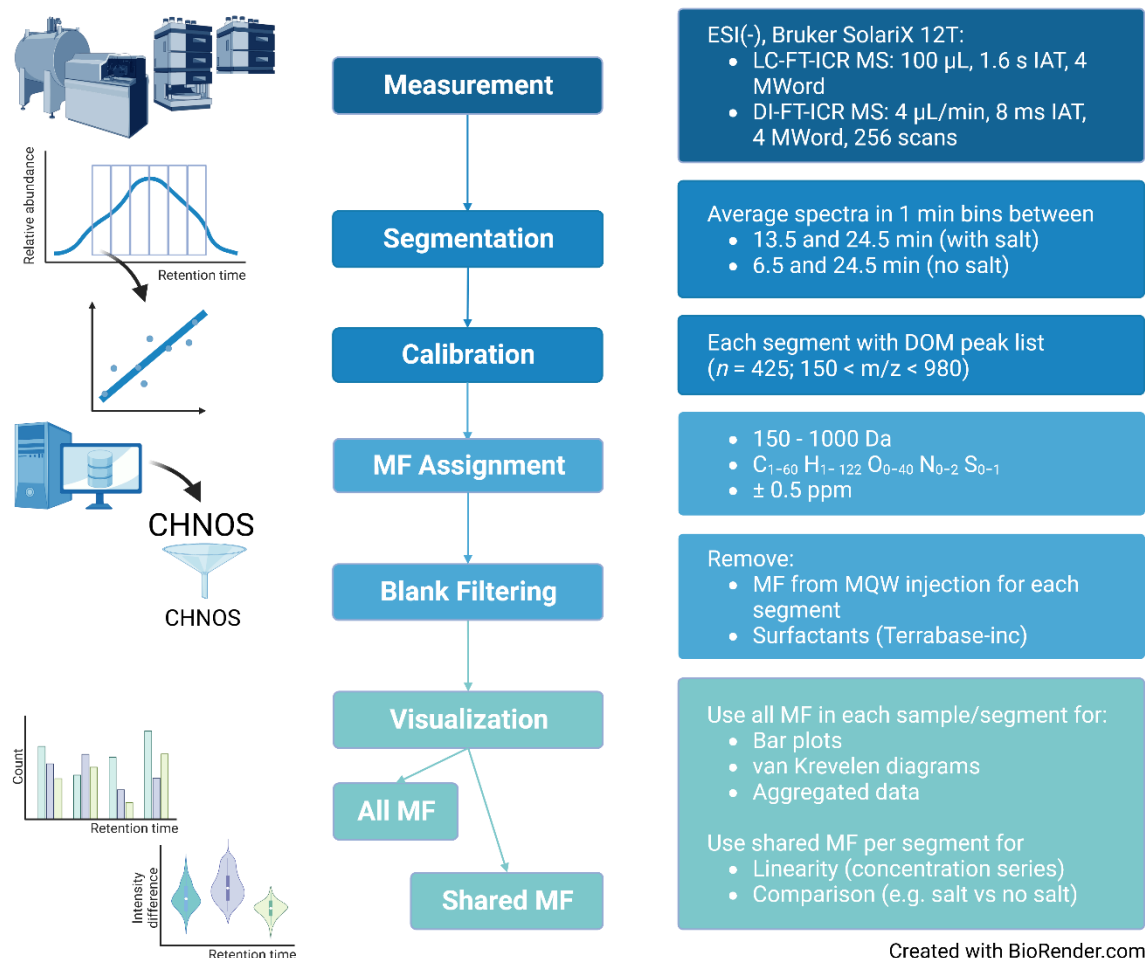 Measurement
ESI(-), Bruker SolariX 12T:
• LC-FT-ICR MS: 100 µL, 1.6 s IAT, 4
MWord
• DI-FT-ICR MS: 4 µL/min, 8 ms IAT,
4 MWord, 256 scans
Relative abundance
Retention time
Segmentation
Average spectra in 1 min bins between
• 13.5 and 24.5 min (with salt)
• 6.5 and 24.5 min (no salt)
Calibration
Each segment with DOM peak list
(n = 425; 150 < m/z < 980)
MF Assignment
• 150 - 1000 Da
• C₁₋₆₀ H₁₋ ₁₂₂ O₀₋₄₀ N₀₋₂ S₀₋₁
• ± 0.5 ppm
CHNOS
CHNOS
Blank Filtering
Remove:
• MF from MQW injection for each
segment
• Surfactants (Terrabase-inc)
Visualization
All MF
Shared MF
Use all MF in each sample/segment for:
• Bar plots
• van Krevelen diagrams
• Aggregated data
Use shared MF per segment for
• Linearity (concentration series)
• Comparison (e.g. salt vs no salt)
Count
Retention time
Intensity
difference
Retention time
Created with BioRender.com